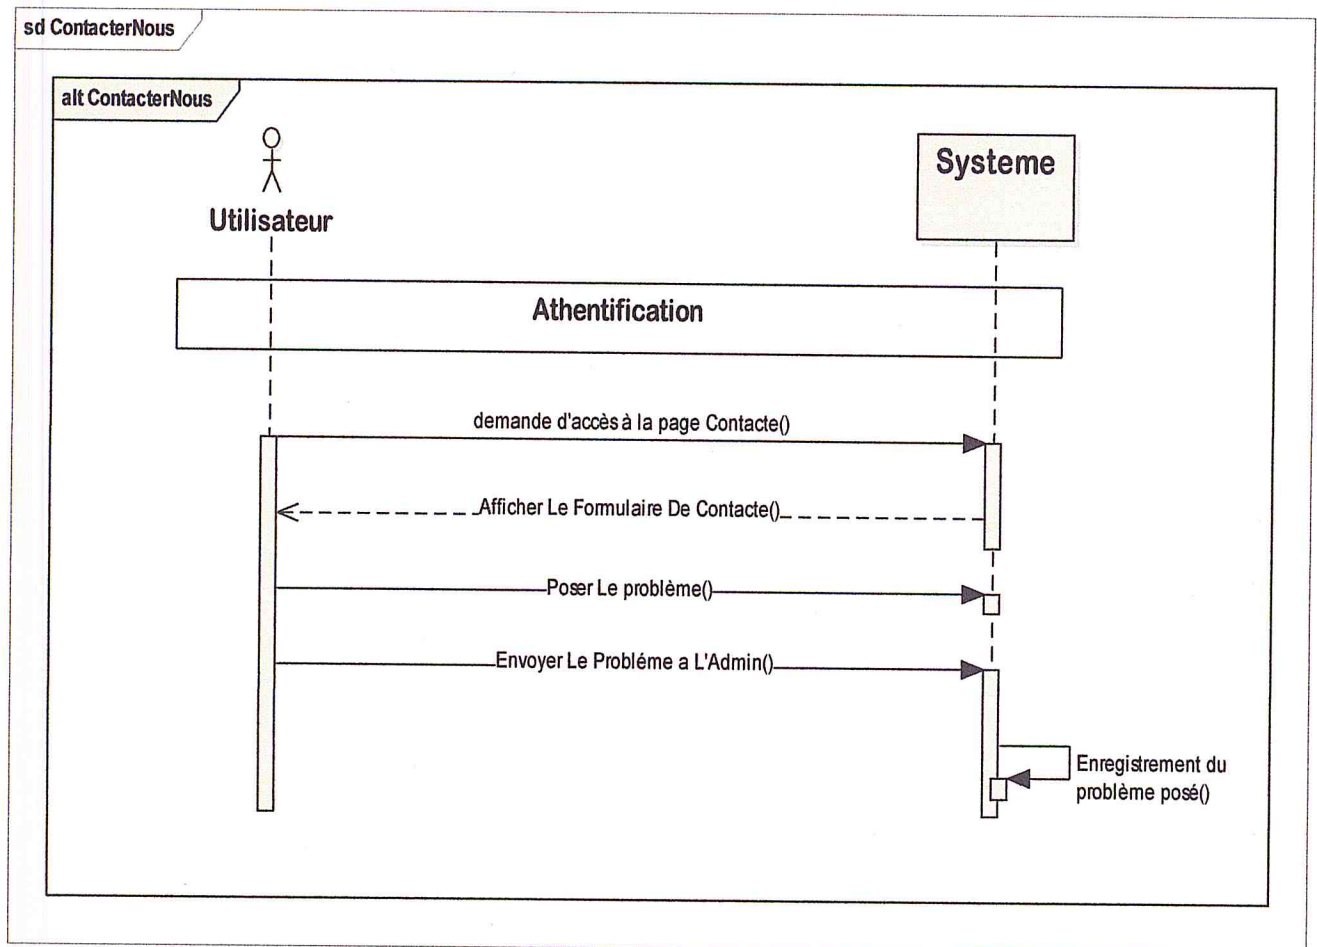 sd ContacterNous
alt ContacterNous
Utilisateur
Systeme
Athentification
demande d'accès à la page Contacte()
Afficher Le Formulaire De Contacte()
Poser Le problème()
Envoyer Le Probléme a L'Admin()
Enregistrement du
problème posé()